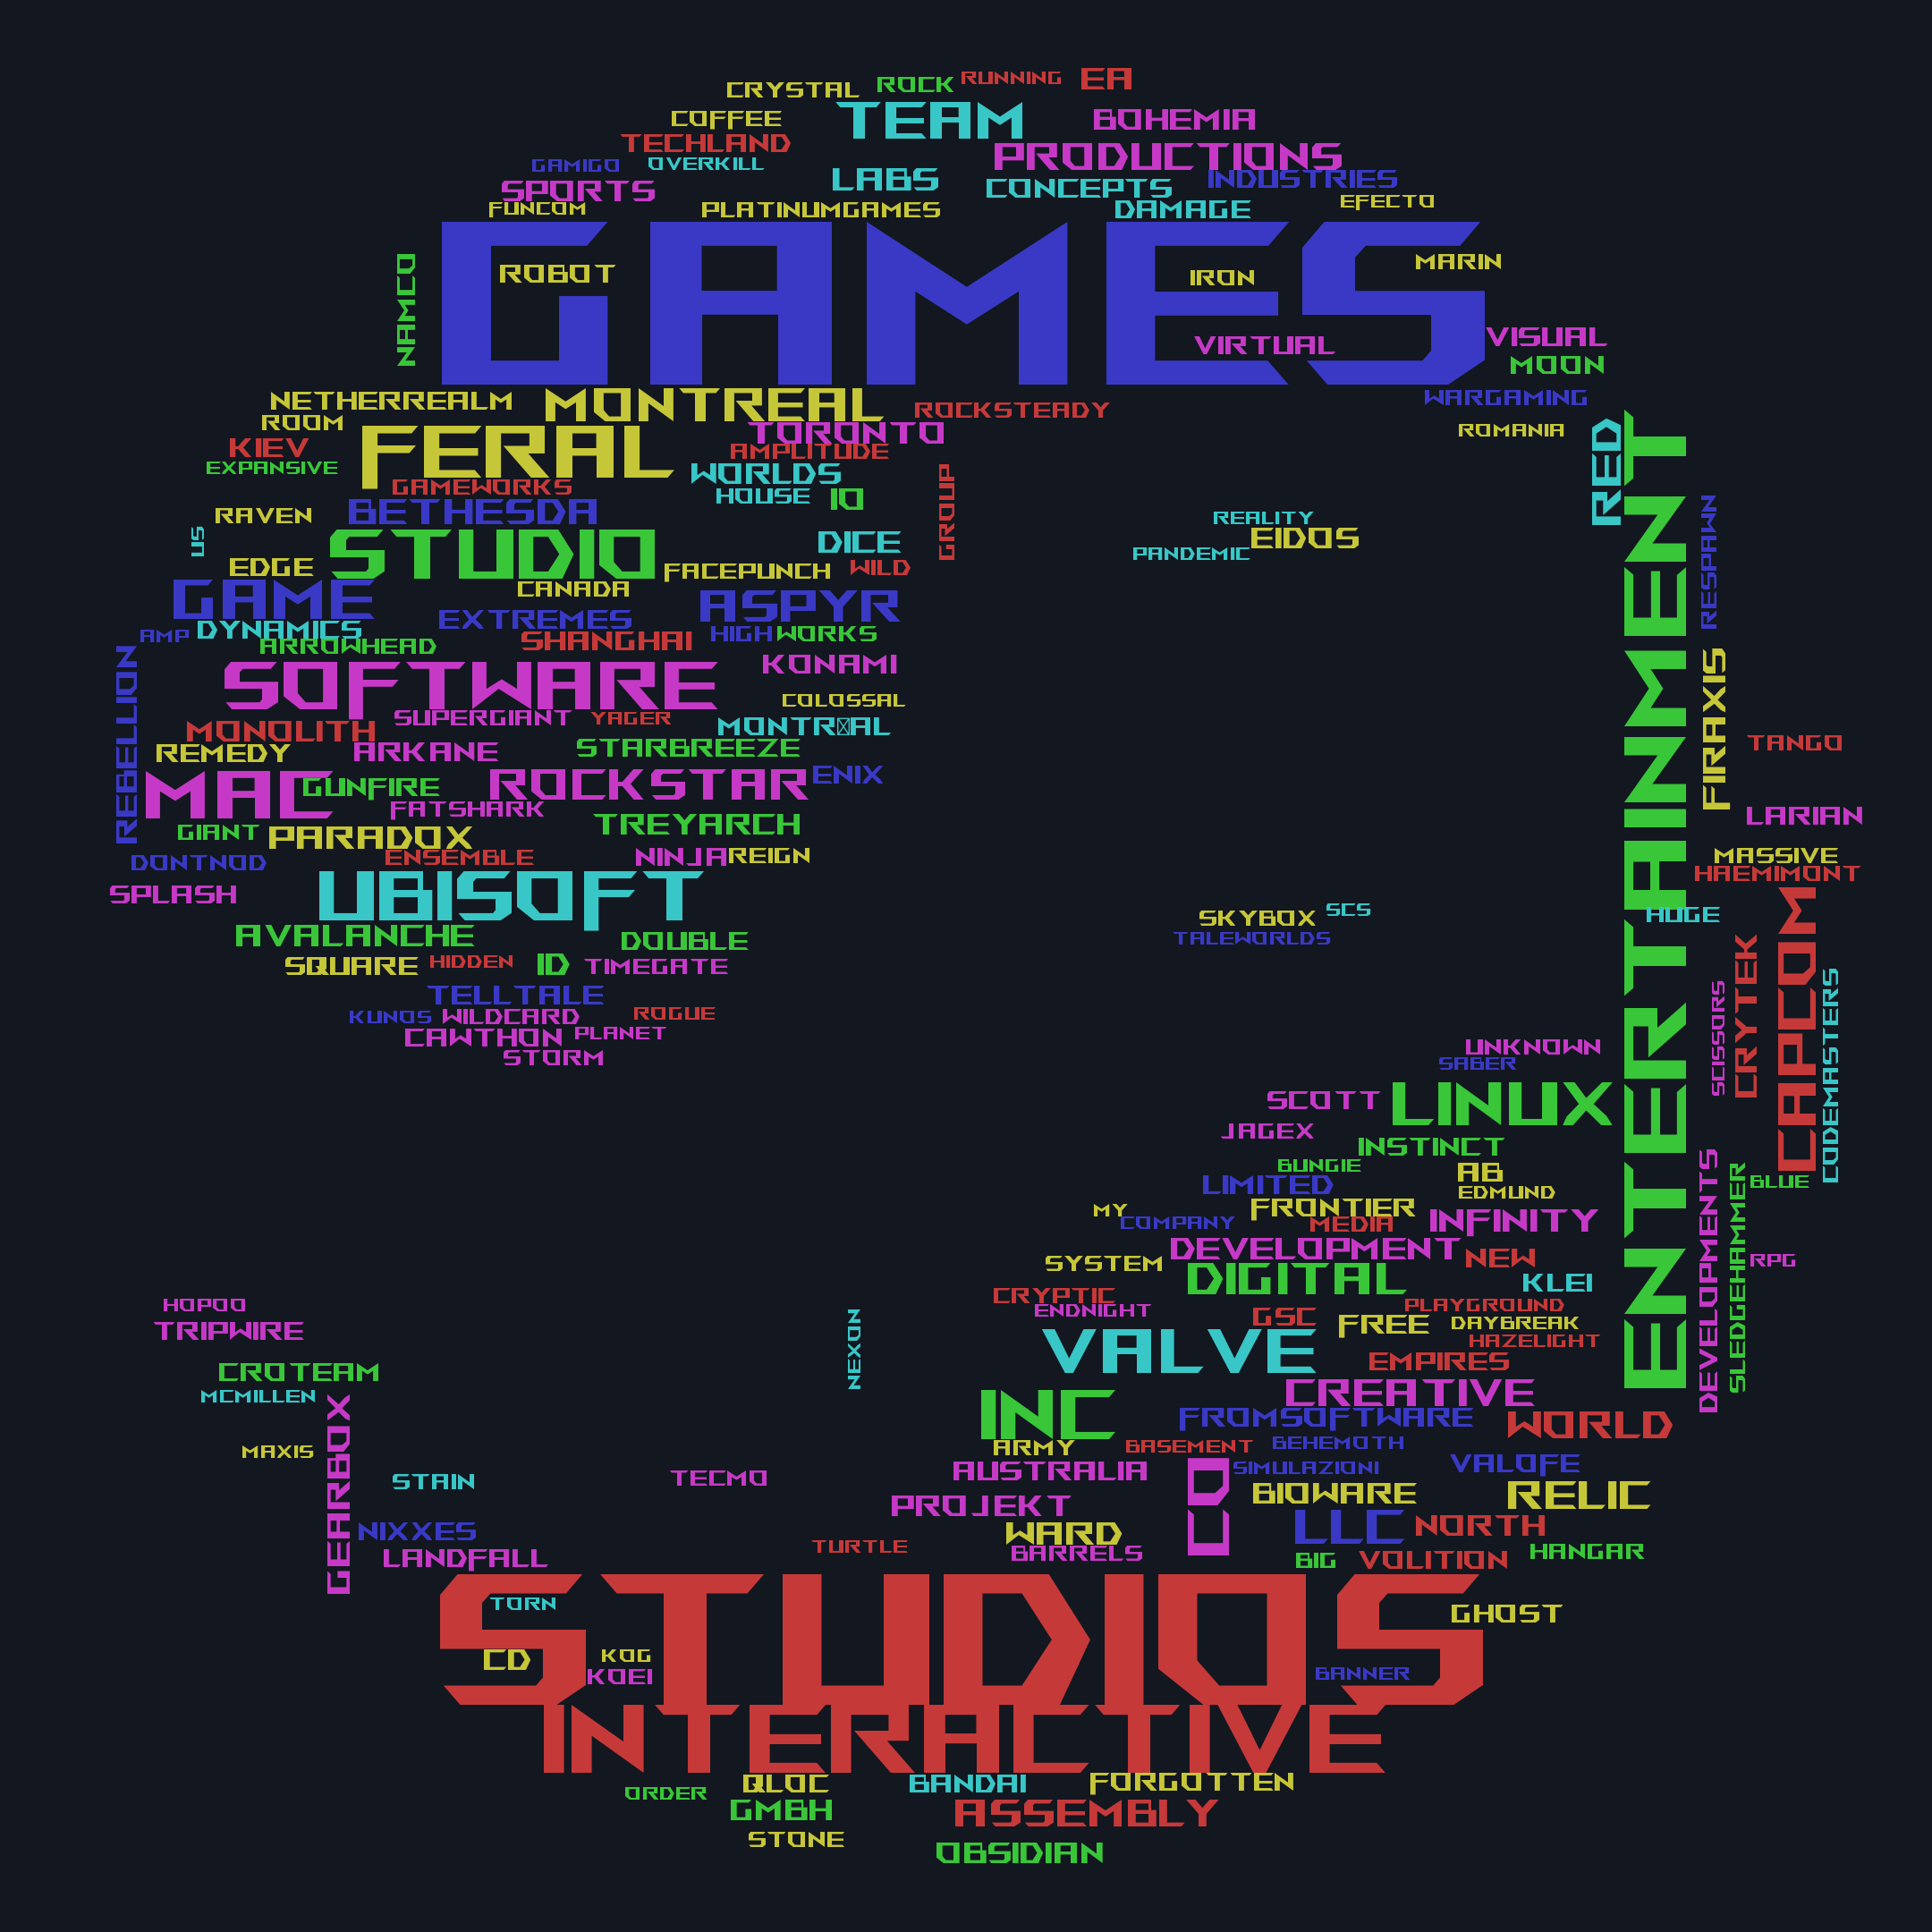 CRYSTAL
ROCK
RUNNING
EA
COFFEE
TEAM
BOHEMIA
TECHLAND
PRODUCTIONS
GAMIGO
OVERKILL
LABS
CONCEPTS
INDUSTRIES
SPORTS
FUNCOM
PLATINUMGAMES
DAMAGE
EFECTO
GAMES
NAMCO
ROBOT
IRON
MARIN
VIRTUAL
VISUAL
MOON
NETHERREALM
MONTREAL
ROCKSTEADY
WARGAMING
ROOM
FERAL
TORONTO
ROMANIA
RED
KIEV
AMPLITUDE
EXPANSIVE
WORLDS
GAMEWORKS
HOUSE
IO
GROUP
RAVEN
BETHESDA
REALITY
US
STUDIO
DICE
EIDOS
PANDEMIC
RESPAWN
EDGE
FACEPUNCH
WILD
GAME
CANADA
ASPYR
AMP
DYNAMICS
EXTREMES
HIGH
WORKS
ARROWHEAD
SHANGHAI
REBELLION
SOFTWARE
KONAMI
FIRAXIS
COLOSSAL
MONOLITH
SUPERGIANT
YAGER
MONTR▯AL
REMEDY
ARKANE
STARBREEZE
TANGO
MAC
GUNFIRE
ROCKSTAR
ENIX
FATSHARK
LARIAN
GIANT
PARADOX
TREYARCH
DONTNOD
ENSEMBLE
NINJA
REIGN
MASSIVE
HAEMIMONT
SPLASH
UBISOFT
ENTERTAINMENT
HUGE
CAPCOM
SKYBOX
SCS
TALEWORLDS
AVALANCHE
DOUBLE
SQUARE
HIDDEN
ID
TIMEGATE
SCISSORS
CRYTEK
CODEMASTERS
TELLTALE
KUNOS
WILDCARD
ROGUE
CAWTHON
PLANET
STORM
UNKNOWN
SABER
SCOTT
LINUX
JAGEX
INSTINCT
BUNGIE
AB
LIMITED
EDMUND
BLUE
MY
FRONTIER
COMPANY
MEDIA
INFINITY
DEVELOPMENTS
SLEDGEHAMMER
SYSTEM
DEVELOPMENT
NEW
RPG
DIGITAL
KLEI
CRYPTIC
HOPOO
ENDNIGHT
PLAYGROUND
TRIPWIRE
NEXON
GSC
FREE
DAYBREAK
VALVE
HAZELIGHT
CROTEAM
EMPIRES
MCMILLEN
INC
CREATIVE
GEARBOX
FROMSOFTWARE
WORLD
MAXIS
ARMY
BASEMENT
BEHEMOTH
STAIN
TECMO
AUSTRALIA
CO
SIMULAZIONI
VALOFE
PROJEKT
BIOWARE
RELIC
NIXXES
WARD
LLC
NORTH
LANDFALL
TURTLE
BARRELS
BIG
VOLITION
HANGAR
STUDIOS
TORN
GHOST
CD
KOG
KOEI
BANNER
INTERACTIVE
ORDER
QLOC
BANDAI
FORGOTTEN
GMBH
ASSEMBLY
STONE
OBSIDIAN